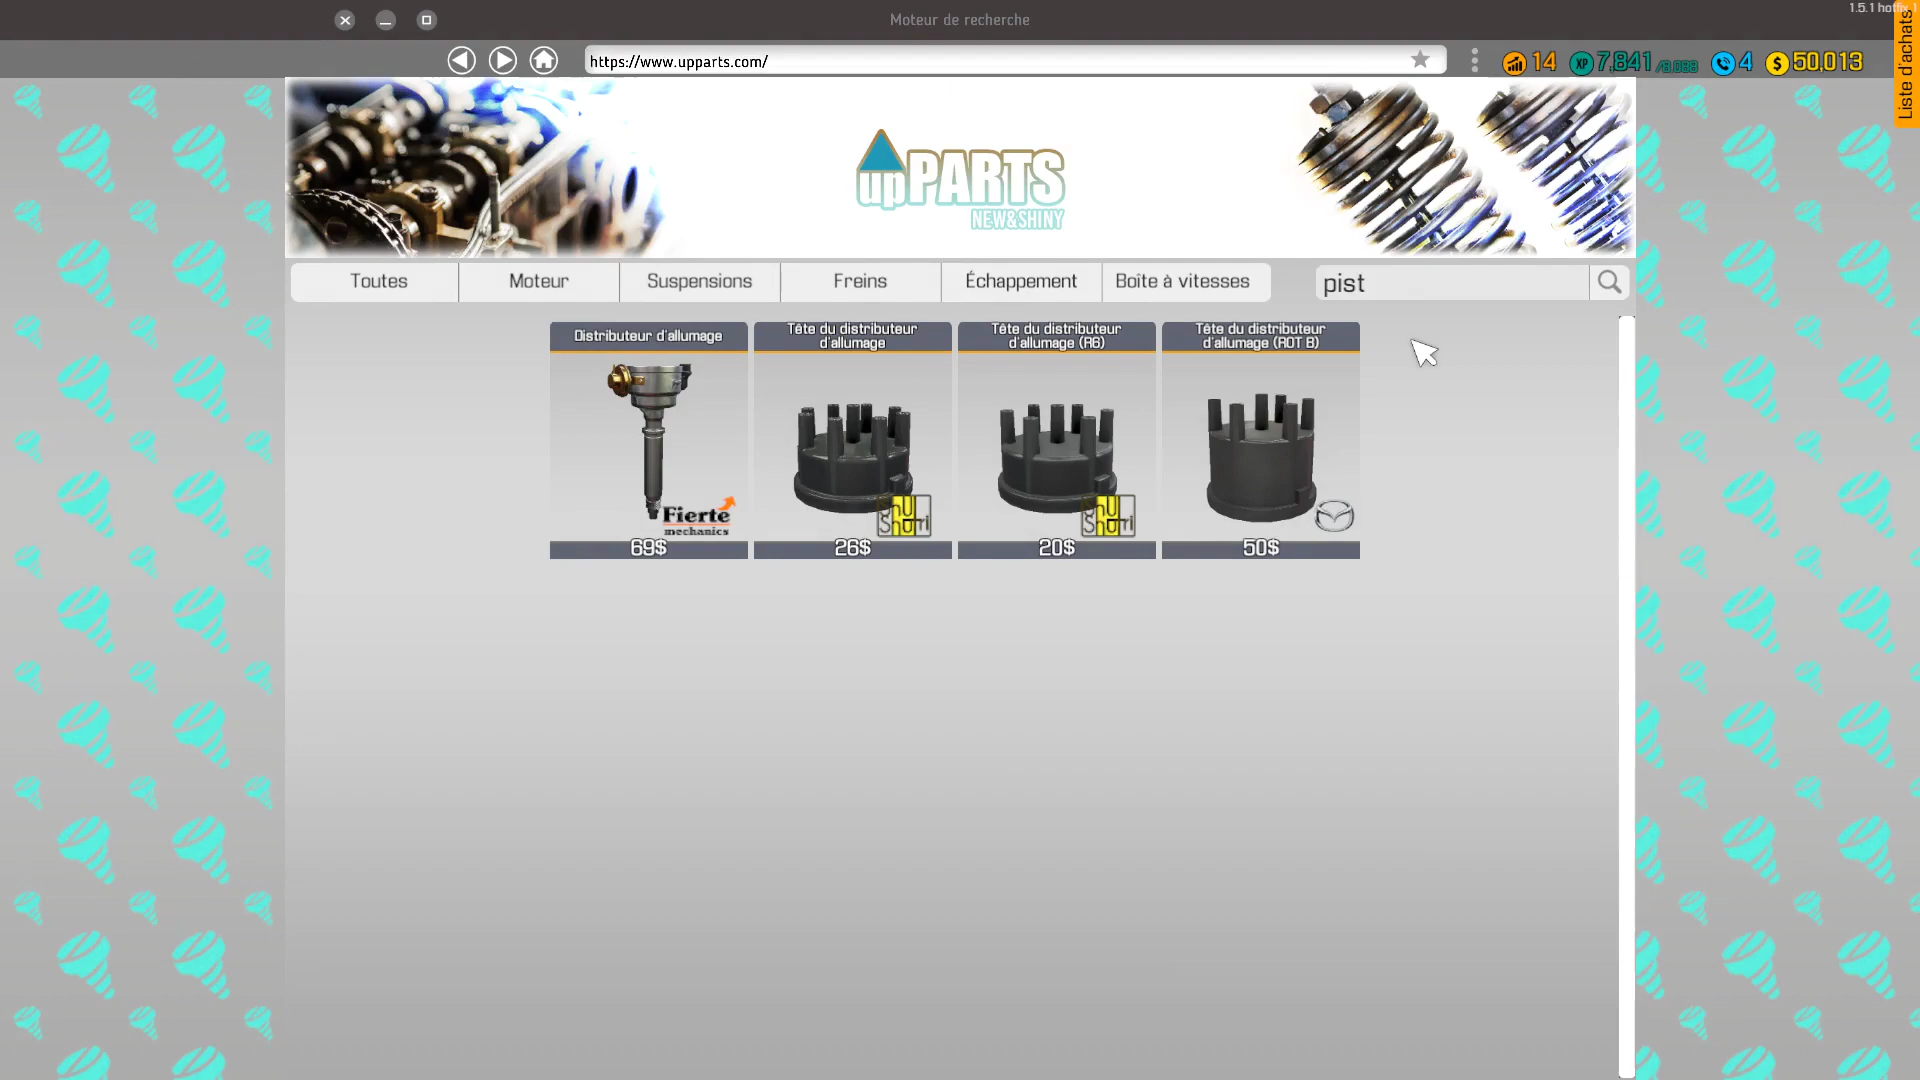 1.5.1 hotfix 1
Moteur de recherche
Liste d'achats
https://www.upparts.com/
14
XP 7,841
4
$ 50,013
upPARTS
NEW&SHINY
Toutes
Moteur
Suspensions
Freins
Échappement
Boîte à vitesses
pist
Distributeur d'allumage
Tête du distributeur
d'allumage
Tête du distributeur
d'allumage (R6)
Tête du distributeur
d'allumage (ROT B)
Fierte
mechanics
69$
26$
20$
50$